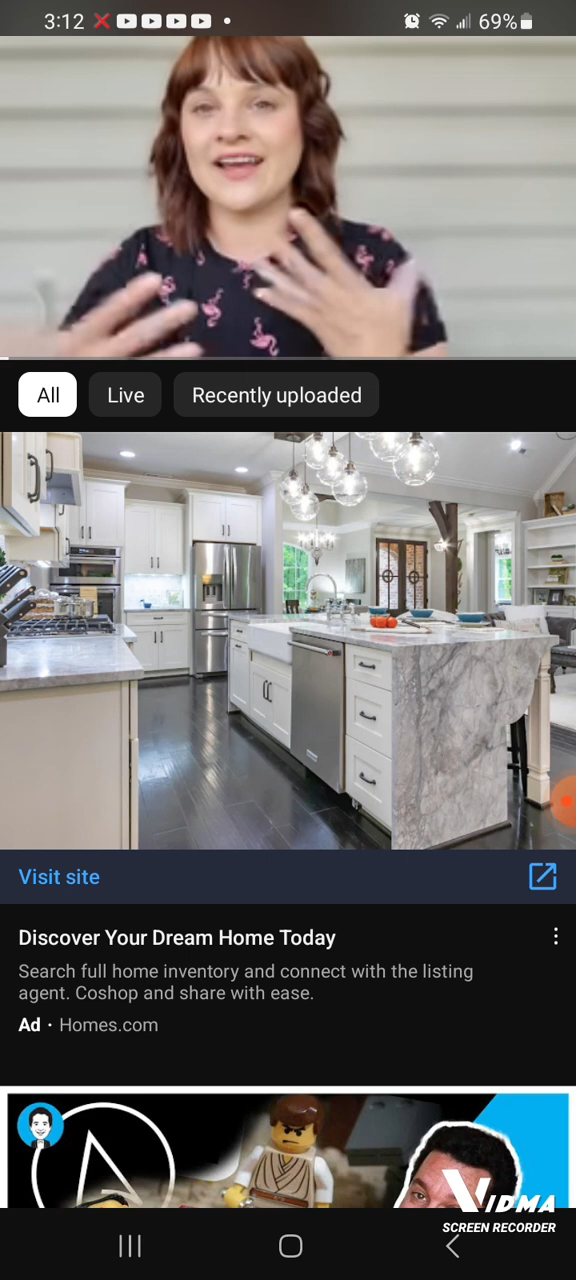 3:12
69%
All
Live
Recently uploaded
Visit site
Discover Your Dream Home Today
Search full home inventory and connect with the listing
agent. Coshop and share with ease.
Ad · Homes.com
VIDMA
SCREEN RECORDER